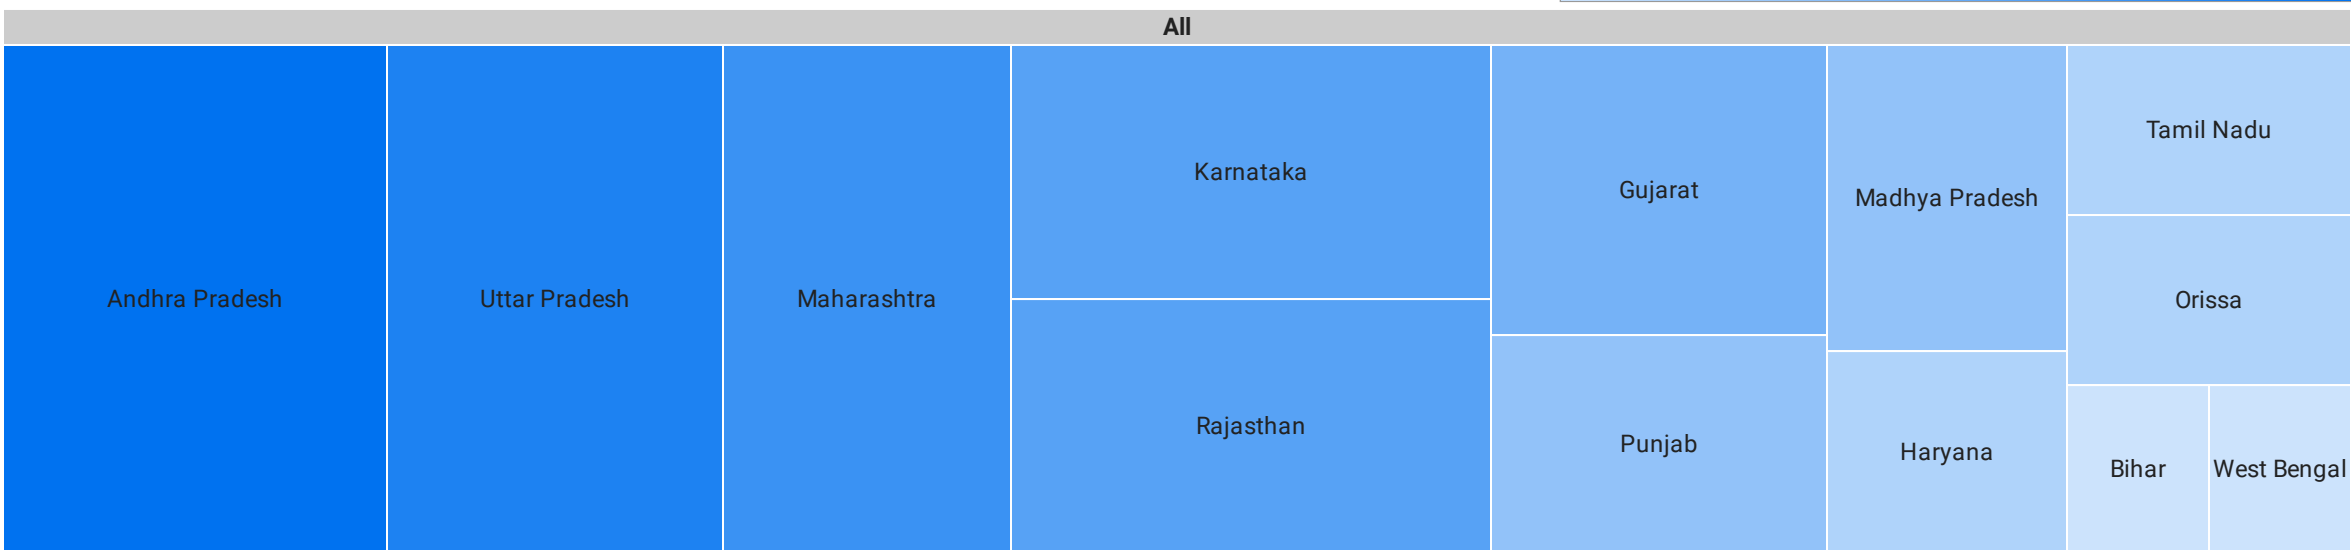 All
Andhra Pradesh
Uttar Pradesh
Maharashtra
Karnataka
Rajasthan
Gujarat
Punjab
Madhya Pradesh
Haryana
Tamil Nadu
Orissa
Bihar
West Bengal